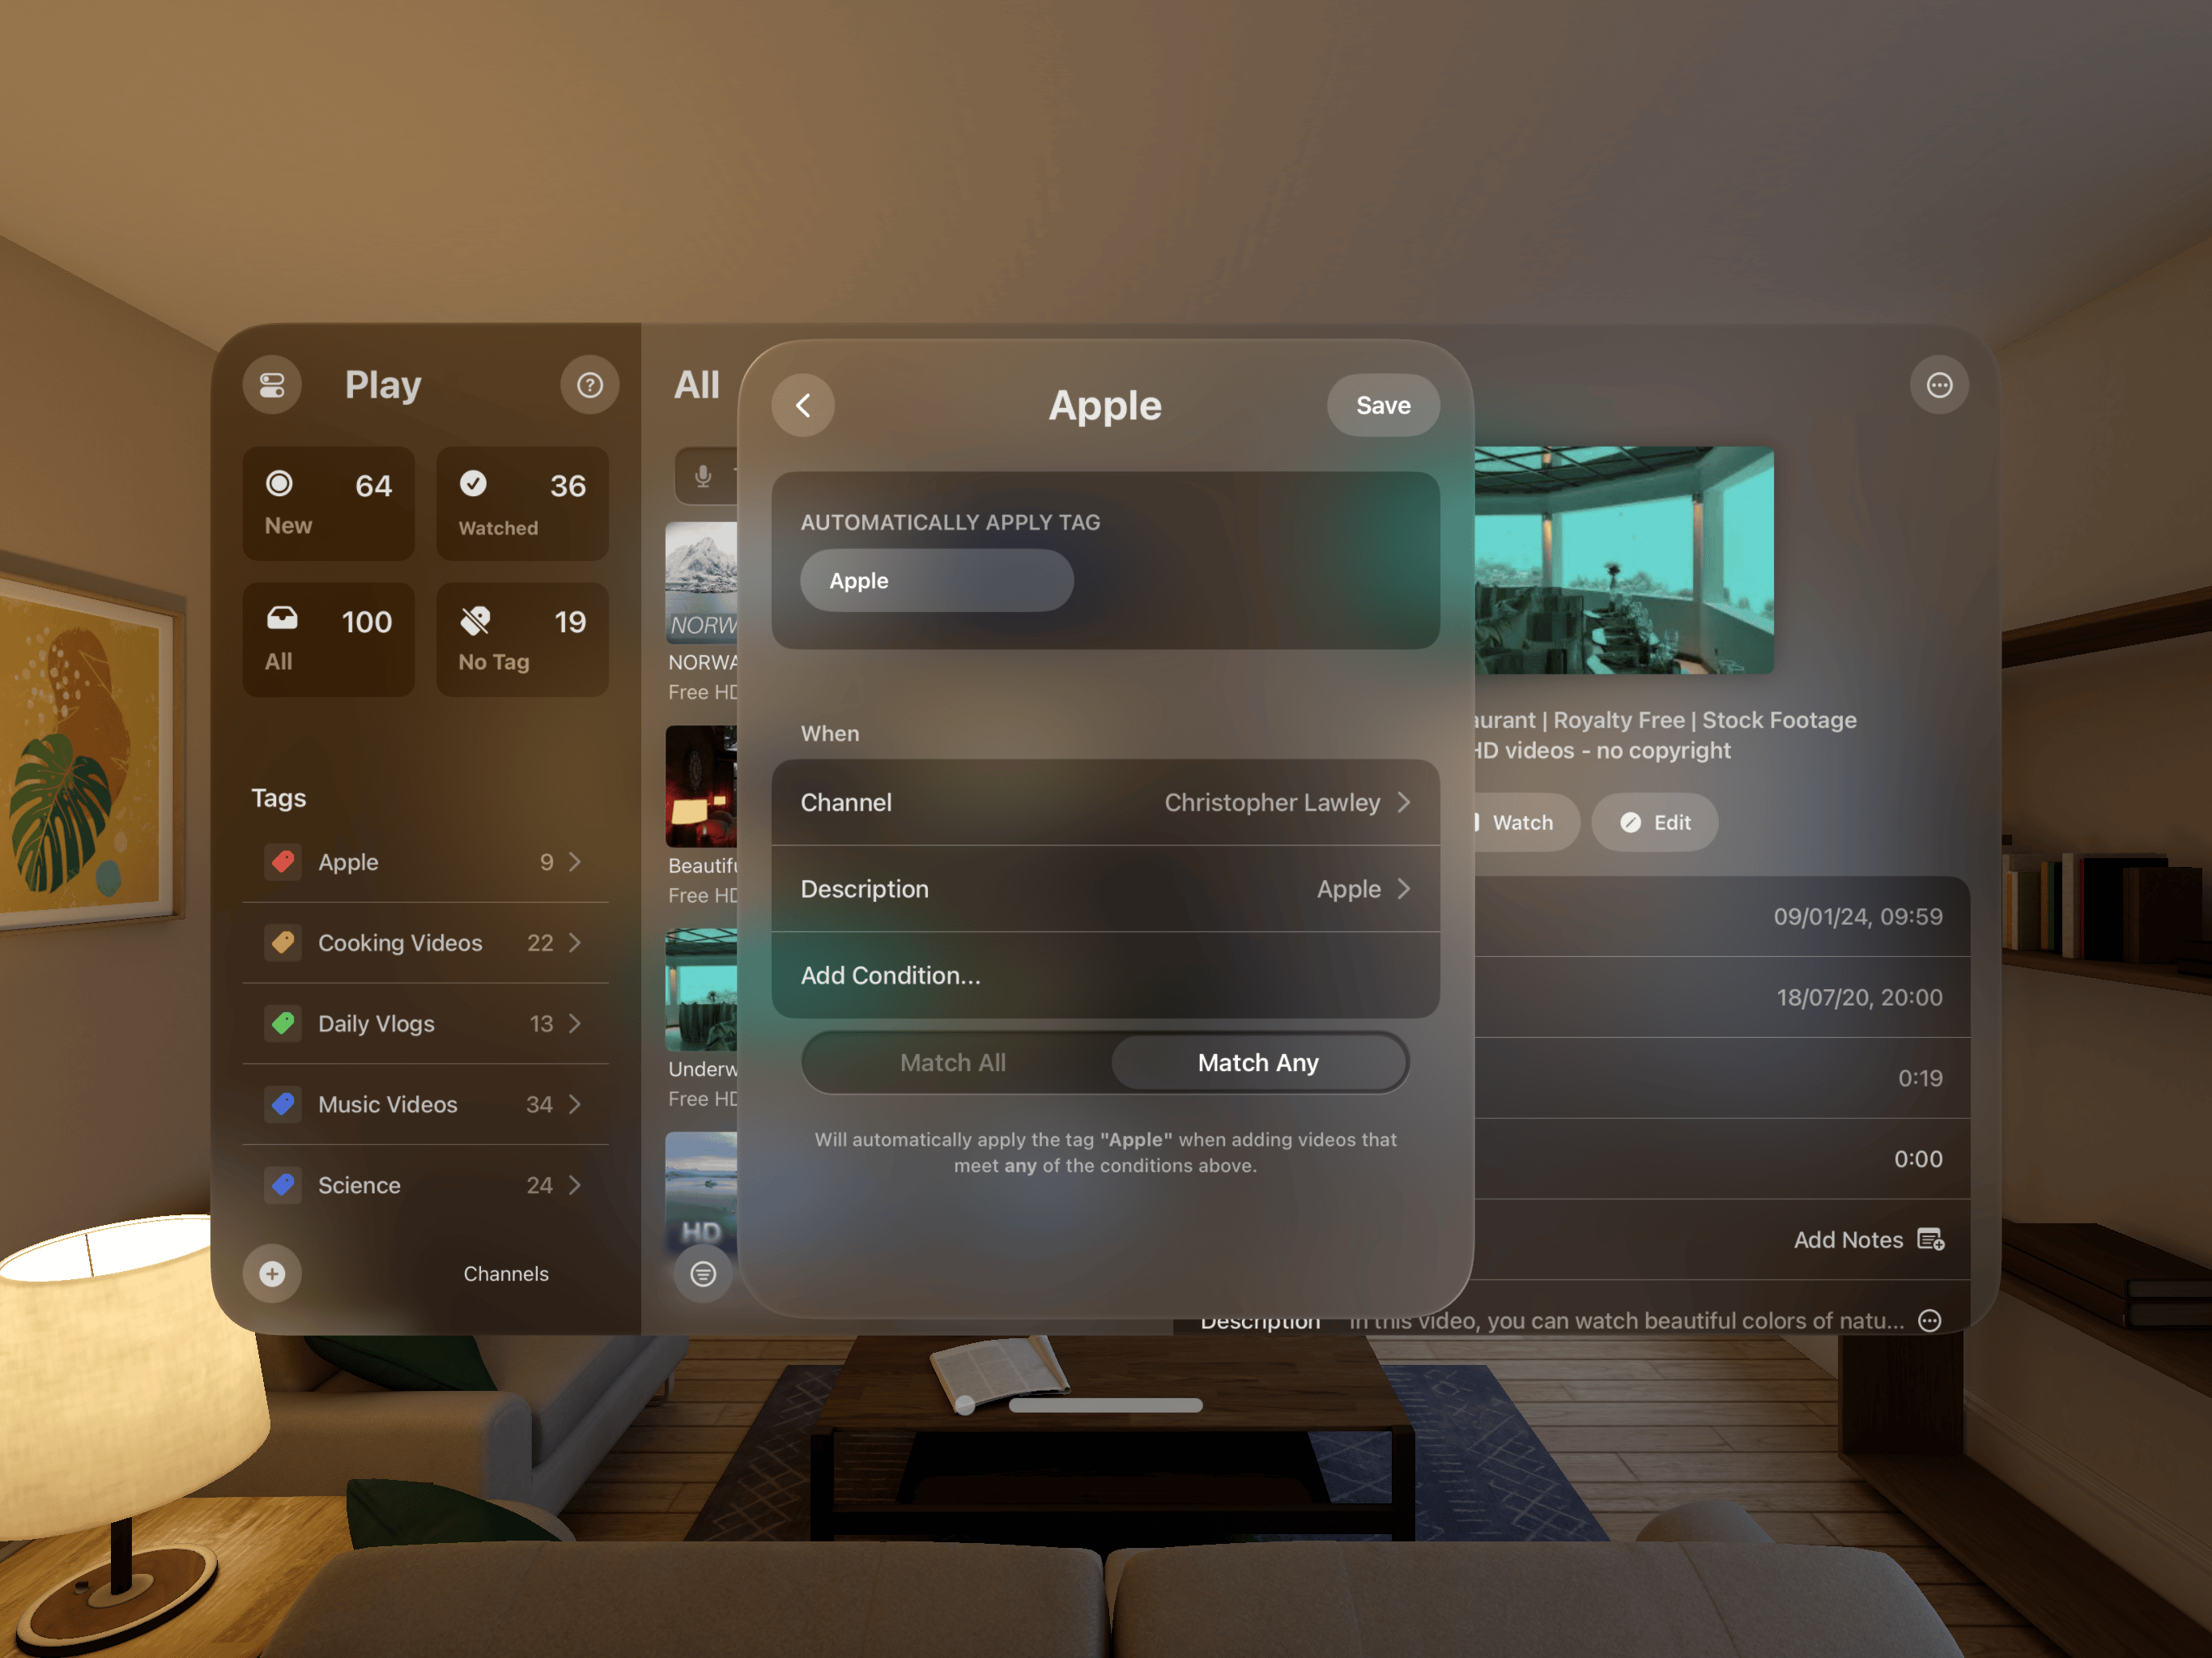 Play
64
New
36
Watched
100
All
19
No Tag
Tags
Apple 9
Cooking Videos 22
Daily Vlogs 13
Music Videos 34
Science 24
Channels
All
NORW
NORWA
Free HD
Beautifu
Free HD
Underw
Free HD
HD
Apple
Save
AUTOMATICALLY APPLY TAG
Apple
When
Channel Christopher Lawley
Description Apple
Add Condition...
Match All Match Any
Will automatically apply the tag "Apple" when adding videos that
meet any of the conditions above.
aurant | Royalty Free | Stock Footage
HD videos - no copyright
Watch Edit
09/01/24, 09:59
18/07/20, 20:00
0:19
0:00
Add Notes
Description In this video, you can watch beautiful colors of natu...